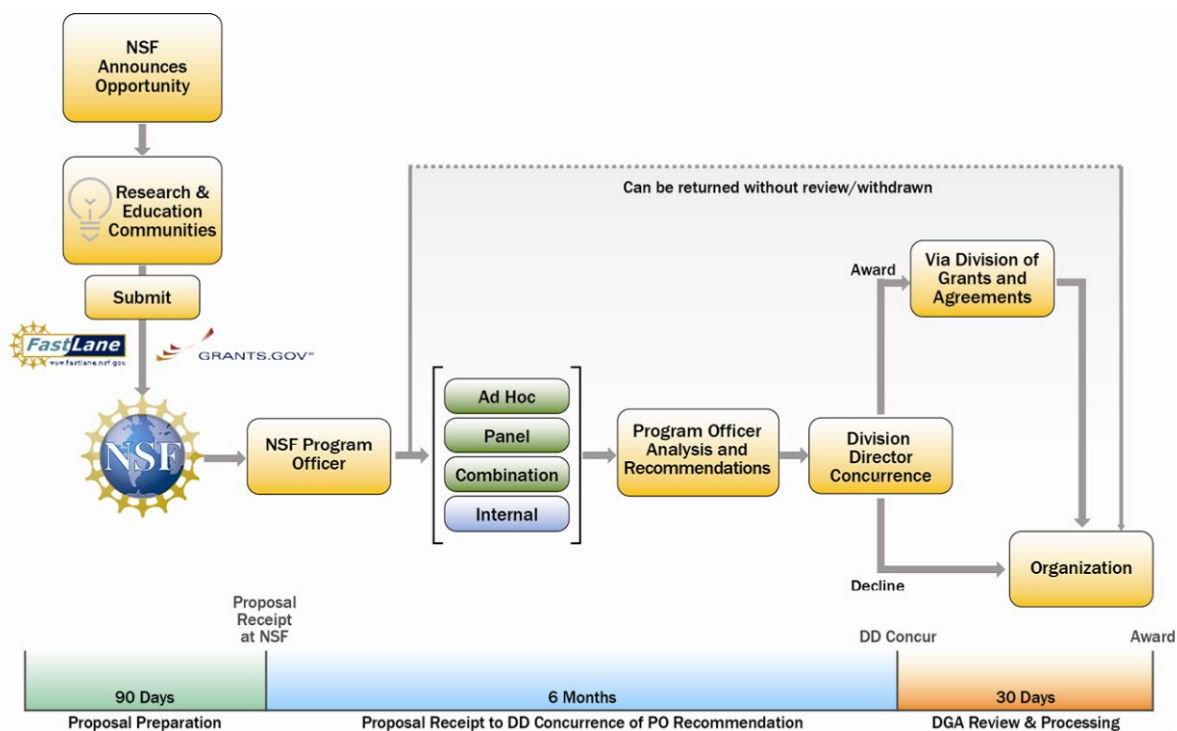 NSF
Announces
Opportunity
Research &
Education
Communities
Submit
FastLane
www.fastlane.nsf.gov
GRANTS.GOV℠
NSF
NSF Program
Officer
Can be returned without review/withdrawn
Ad Hoc
Panel
Combination
Internal
Program Officer
Analysis and
Recommendations
Division
Director
Concurrence
Award
Via Division of
Grants and
Agreements
Decline
Organization
Proposal
Receipt
at NSF
DD Concur
Award
90 Days
6 Months
30 Days
Proposal Preparation
Proposal Receipt to DD Concurrence of PO Recommendation
DGA Review & Processing